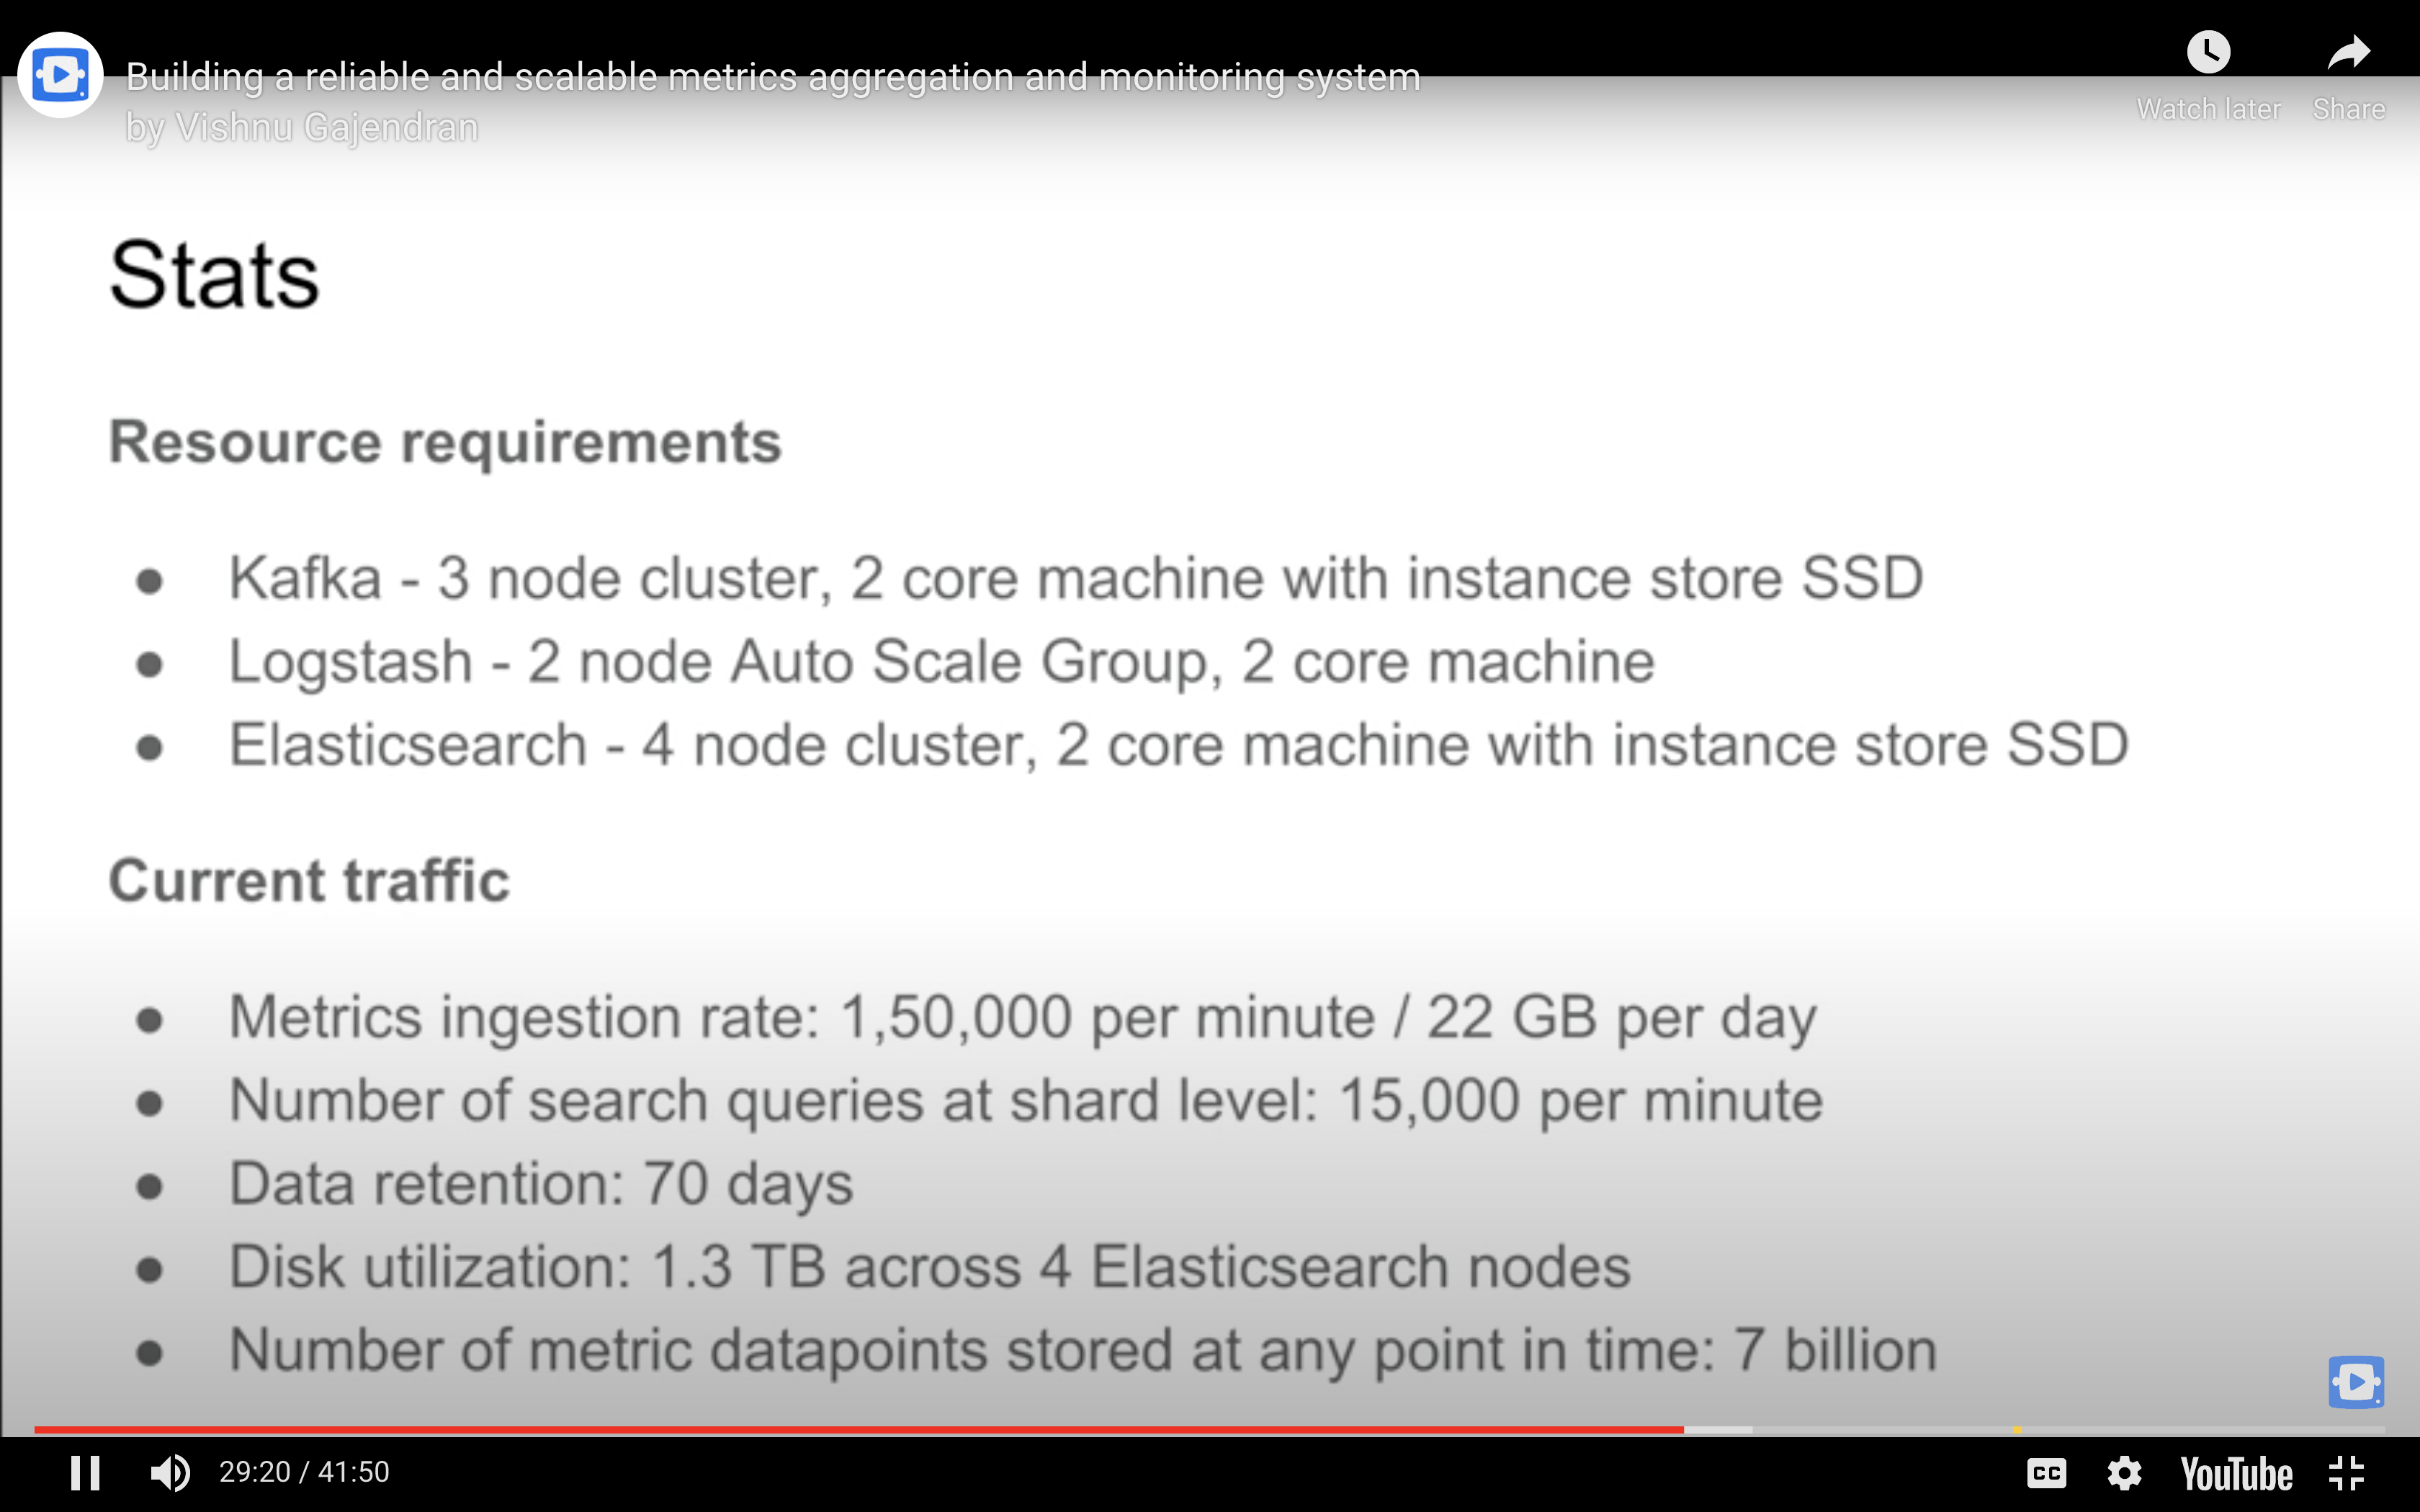 Building a reliable and scalable metrics aggregation and monitoring system
by Vishnu Gajendran
Watch later
Share
Stats
Resource requirements
● Kafka - 3 node cluster, 2 core machine with instance store SSD
● Logstash - 2 node Auto Scale Group, 2 core machine
● Elasticsearch - 4 node cluster, 2 core machine with instance store SSD
Current traffic
● Metrics ingestion rate: 1,50,000 per minute / 22 GB per day
● Number of search queries at shard level: 15,000 per minute
● Data retention: 70 days
● Disk utilization: 1.3 TB across 4 Elasticsearch nodes
● Number of metric datapoints stored at any point in time: 7 billion
29:20 / 41:50
CC
YouTube